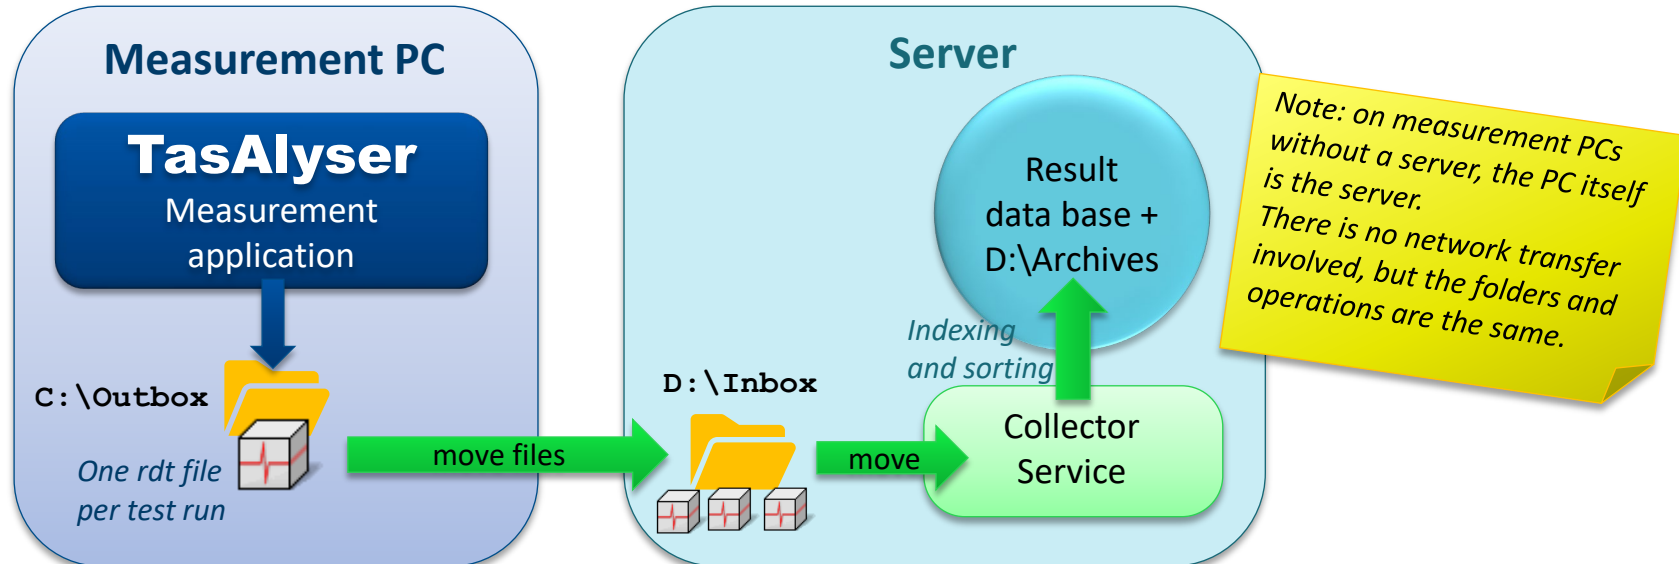 Measurement PC
TasAlyser
Measurement
application
C:\Outbox
One rdt file
per test run
move files
Server
Result
data base +
D:\Archives
Indexing
and sorting
D:\Inbox
move
Collector
Service
Note: on measurement PCs
without a server, the PC itself
is the server.
There is no network transfer
involved, but the folders and
operations are the same.